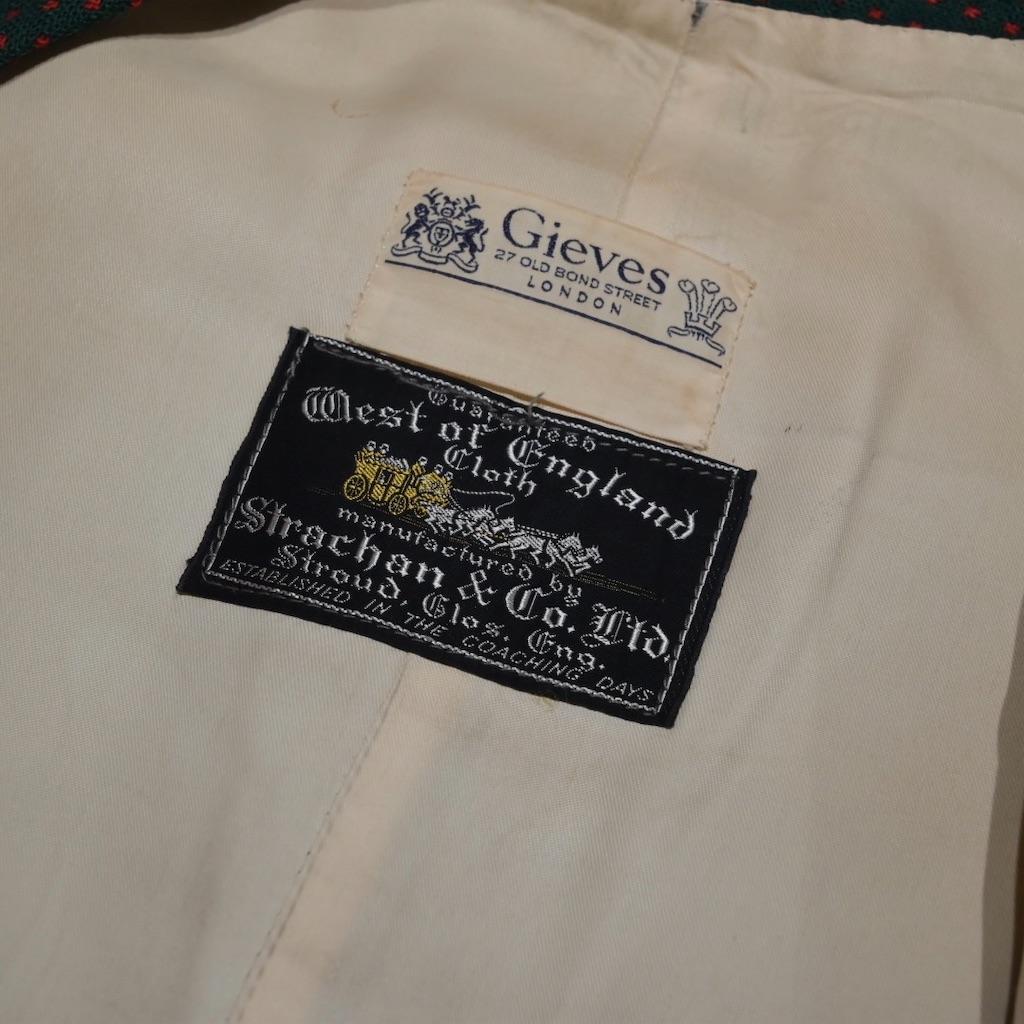 Gieves
27 OLD BOND STREET
LONDON
Guaranteed
West of England
Cloth
manufactured by
Strachan & Co. Ltd.
Stroud, Glos, Eng.
ESTABLISHED IN THE COACHING DAYS